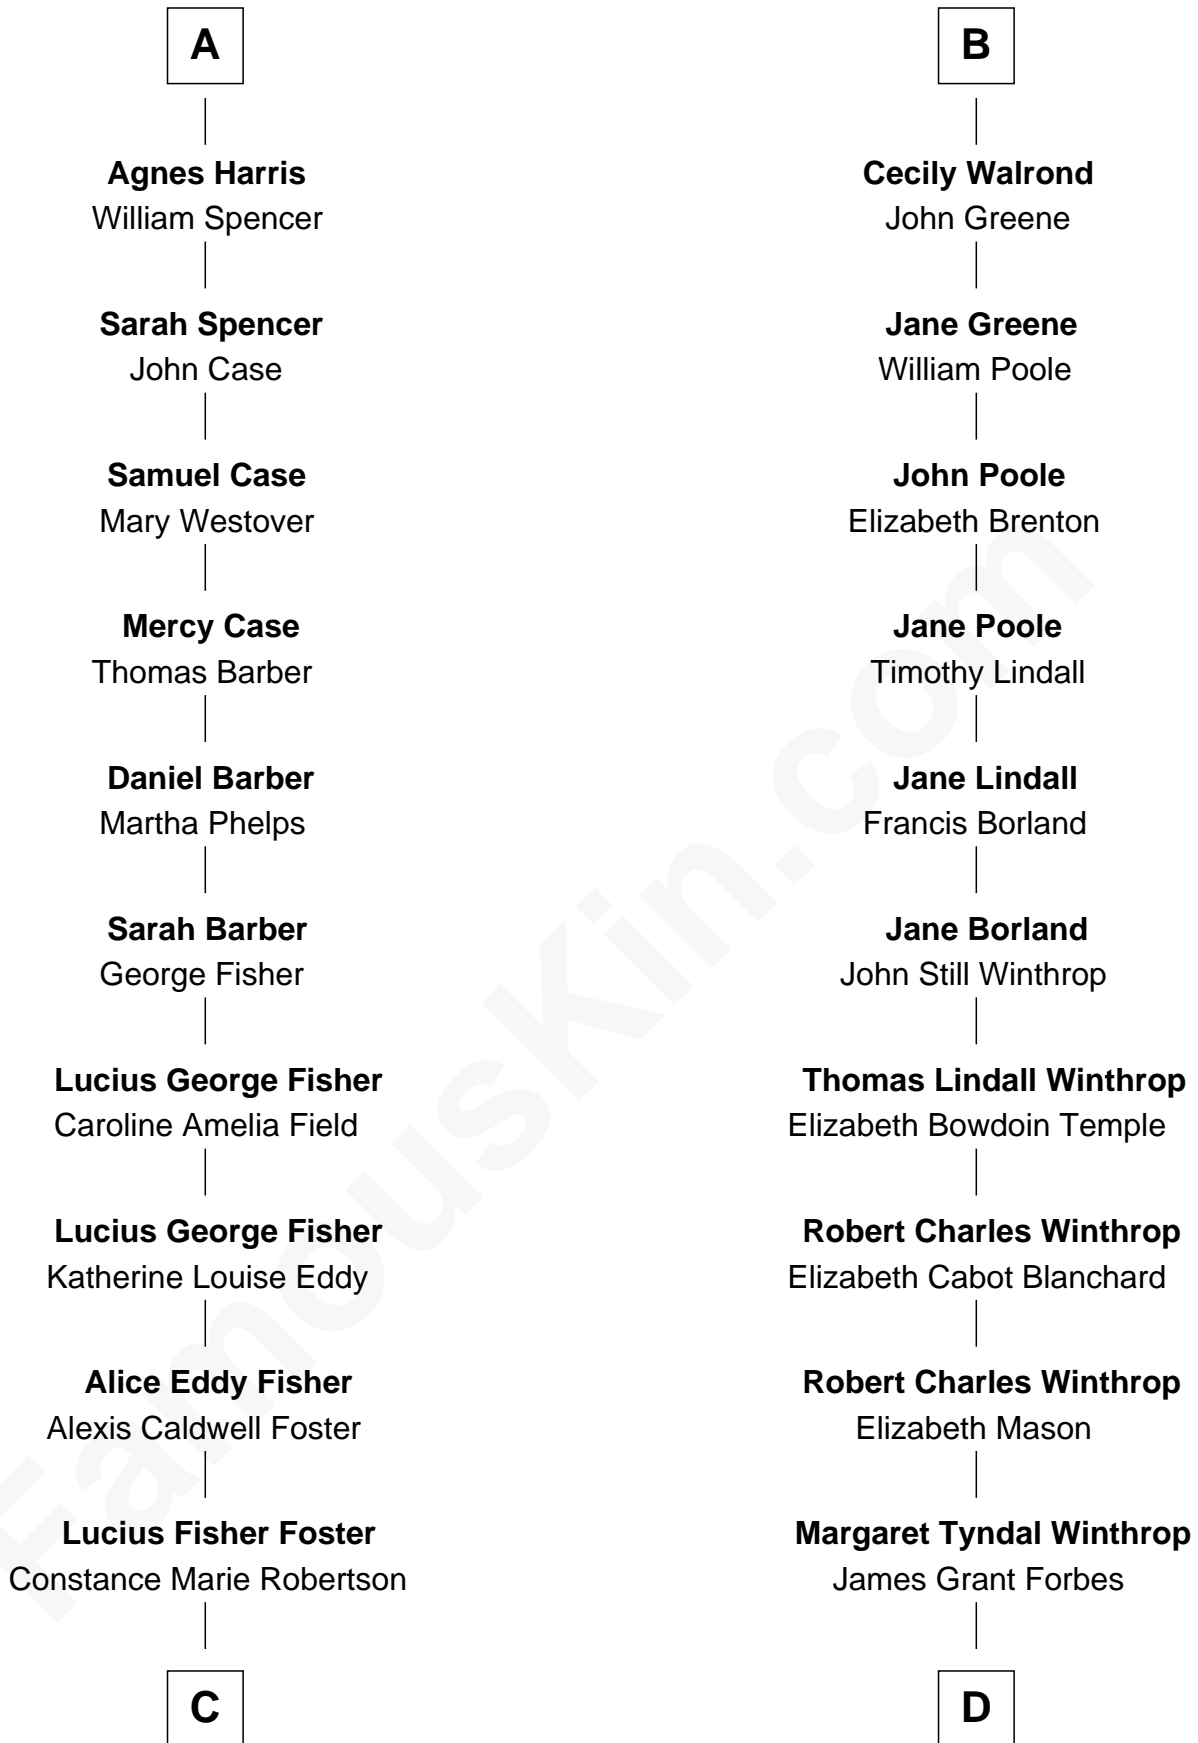 A
Agnes Harris
William Spencer
Sarah Spencer
John Case
Samuel Case
Mary Westover
Mercy Case
Thomas Barber
Daniel Barber
Martha Phelps
Sarah Barber
George Fisher
Lucius George Fisher
Caroline Amelia Field
Lucius George Fisher
Katherine Louise Eddy
Alice Eddy Fisher
Alexis Caldwell Foster
Lucius Fisher Foster
Constance Marie Robertson
C
B
Cecily Walrond
John Greene
Jane Greene
William Poole
John Poole
Elizabeth Brenton
Jane Poole
Timothy Lindall
Jane Lindall
Francis Borland
Jane Borland
John Still Winthrop
Thomas Lindall Winthrop
Elizabeth Bowdoin Temple
Robert Charles Winthrop
Elizabeth Cabot Blanchard
Robert Charles Winthrop
Elizabeth Mason
Margaret Tyndal Winthrop
James Grant Forbes
D
FamousKin.com